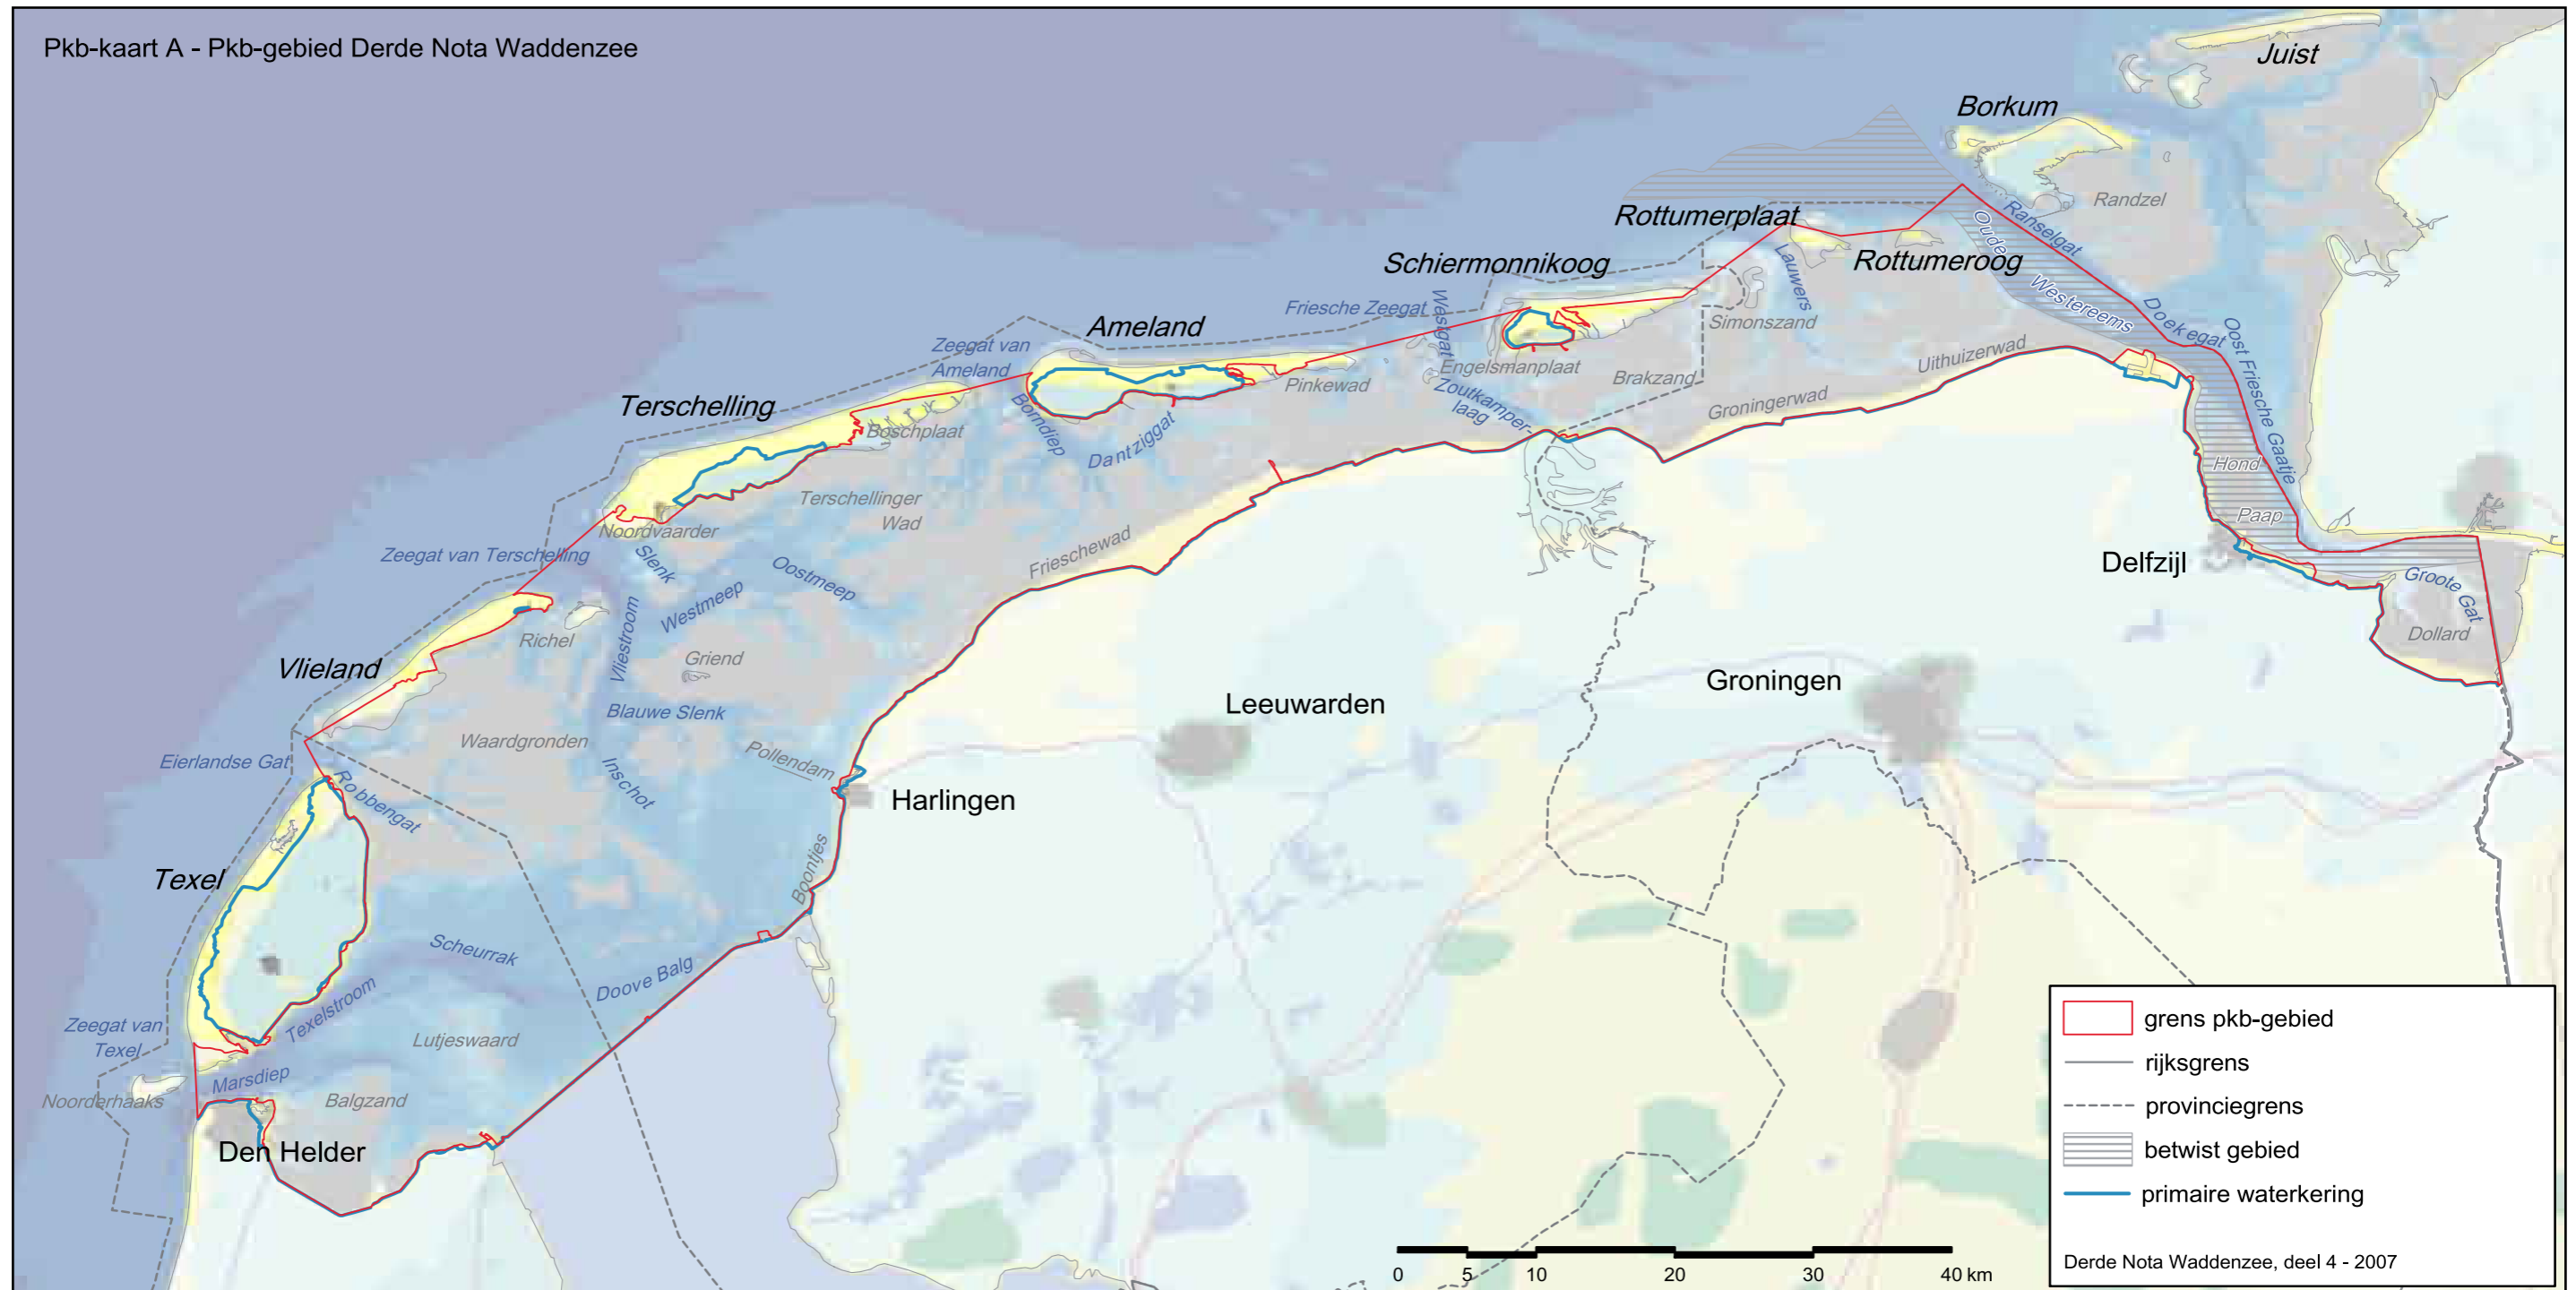 Pkb-kaart A - Pkb-gebied Derde Nota Waddenzee
Juist
Borkum
Randzel
Rottumerplaat
Ranselgat
Oude
Westereems
Lauwers
Rottumeroog
Schiermonnikoog
Doekegat
Oost Friesche Gaatje
Friesche Zeegat
Westgat
Simonszand
Ameland
Zeegat van
Ameland
Engelsmanplaat
Uithuizerwad
Pinkewad
Brakzand
Zoutkamper-
laag
Groningerwad
Terschelling
Boschplaat
Borndiep
Dantziggat
Hond
Paap
Terschellinger
Wad
Noordvaarder
Zeegat van Terschelling
Slenk
Frieschewad
Oostmeep
Westmeep
Delfzijl
Groote Gat
Dollard
Richel
Vliestroom
Griend
Vlieland
Groningen
Leeuwarden
Blauwe Slenk
Waardgronden
Pollendam
Eierlandse Gat
Robbengat
Inschot
Harlingen
Boontjes
Texel
Scheurrak
Doove Balg
Texelstroom
Zeegat van
Texel
Lutjeswaard
Marsdiep
Noorderhaaks
Balgzand
Den Helder
grens pkb-gebied
rijksgrens
provinciegrens
betwist gebied
primaire waterkering
Derde Nota Waddenzee, deel 4 - 2007
0 5 10 20 30 40 km